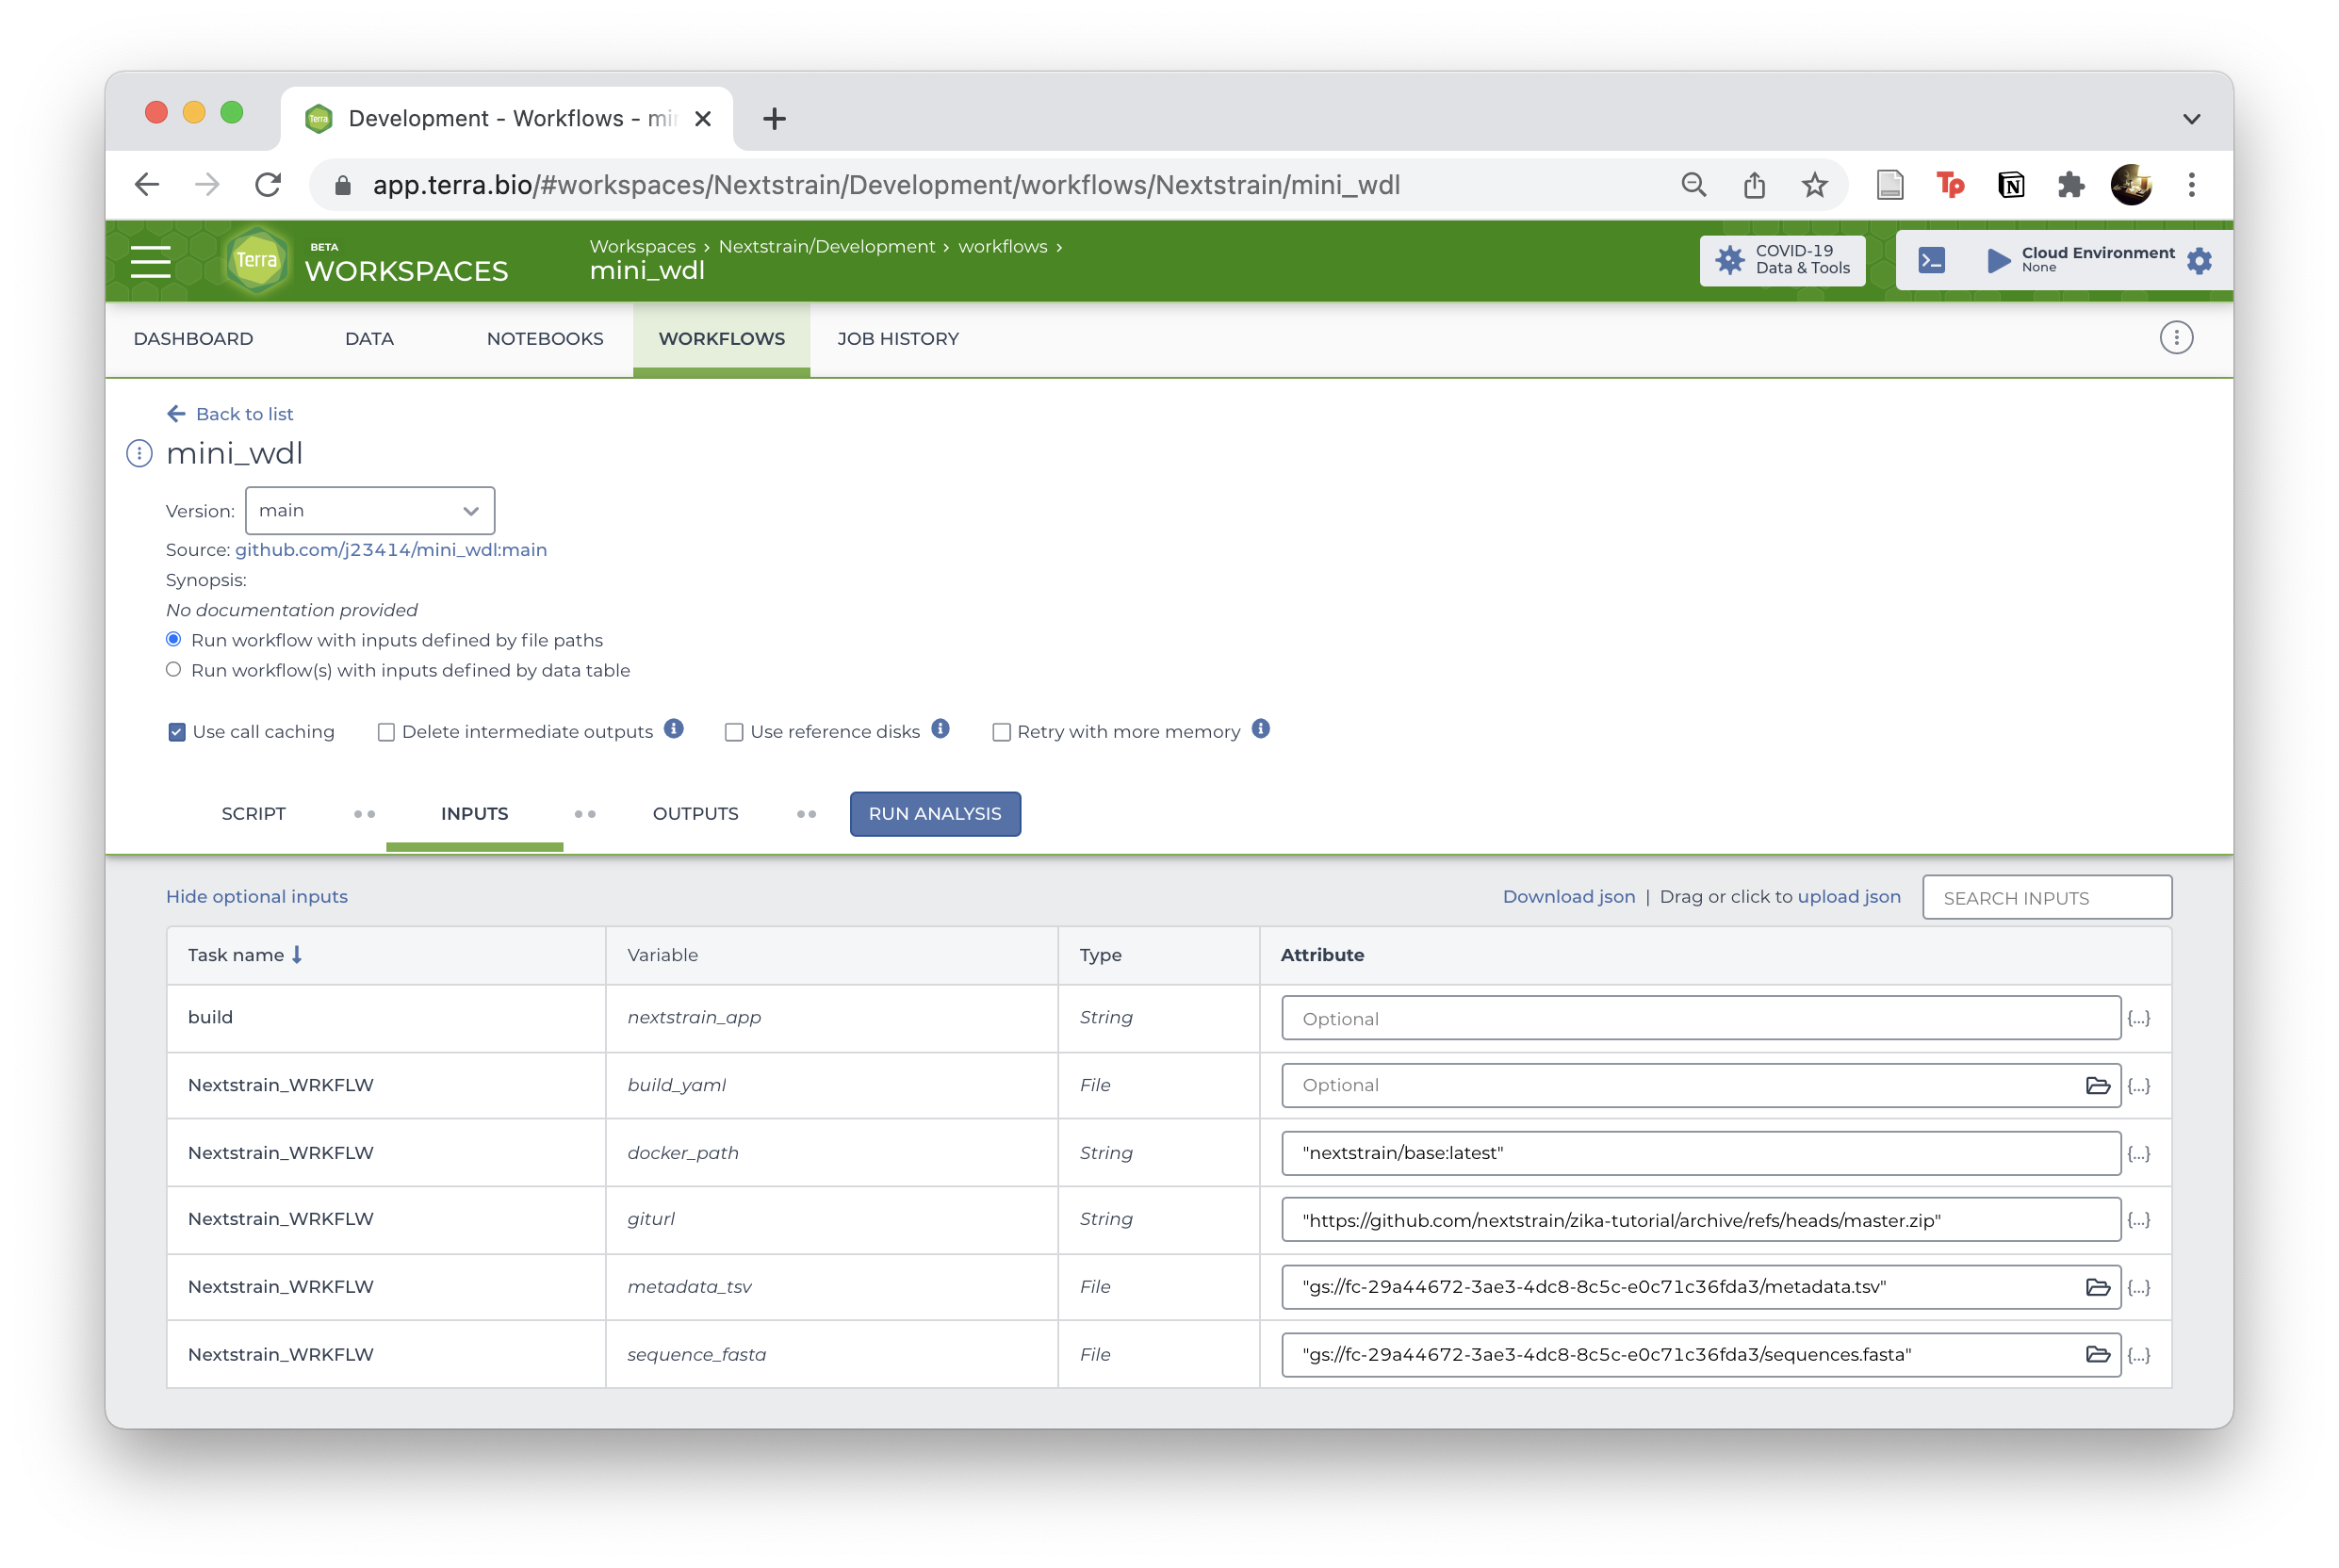 Development - Workflows - mi
app.terra.bio/#workspaces/Nextstrain/Development/workflows/Nextstrain/mini_wdl
Terra
BETA
WORKSPACES
Workspaces › Nextstrain/Development › workflows ›
mini_wdl
COVID-19
Data & Tools
Cloud Environment
None
DASHBOARD DATA NOTEBOOKS WORKFLOWS JOB HISTORY
Back to list
mini_wdl
Version: main
Source: github.com/j23414/mini_wdl:main
Synopsis:
No documentation provided
Run workflow with inputs defined by file paths
Run workflow(s) with inputs defined by data table
Use call caching Delete intermediate outputs Use reference disks Retry with more memory
SCRIPT INPUTS OUTPUTS RUN ANALYSIS
Hide optional inputs Download json | Drag or click to upload json SEARCH INPUTS
Task name Variable Type Attribute
build nextstrain_app String Optional {...}
Nextstrain_WRKFLW build_yaml File Optional {...}
Nextstrain_WRKFLW docker_path String "nextstrain/base:latest" {...}
Nextstrain_WRKFLW giturl String "https://github.com/nextstrain/zika-tutorial/archive/refs/heads/master.zip" {...}
Nextstrain_WRKFLW metadata_tsv File "gs://fc-29a44672-3ae3-4dc8-8c5c-e0c71c36fda3/metadata.tsv" {...}
Nextstrain_WRKFLW sequence_fasta File "gs://fc-29a44672-3ae3-4dc8-8c5c-e0c71c36fda3/sequences.fasta" {...}